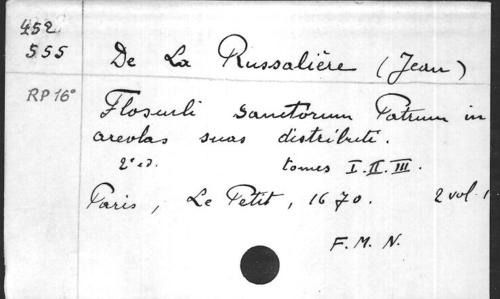 452
555
De La Russalière (Jean)
RP 16°
Flosculi sanctorum Patrum in
areolas suas distributi.
2e éd. tomes I.II.III.
Paris, Le Petit, 1670. 2 vol.
F.M.N.